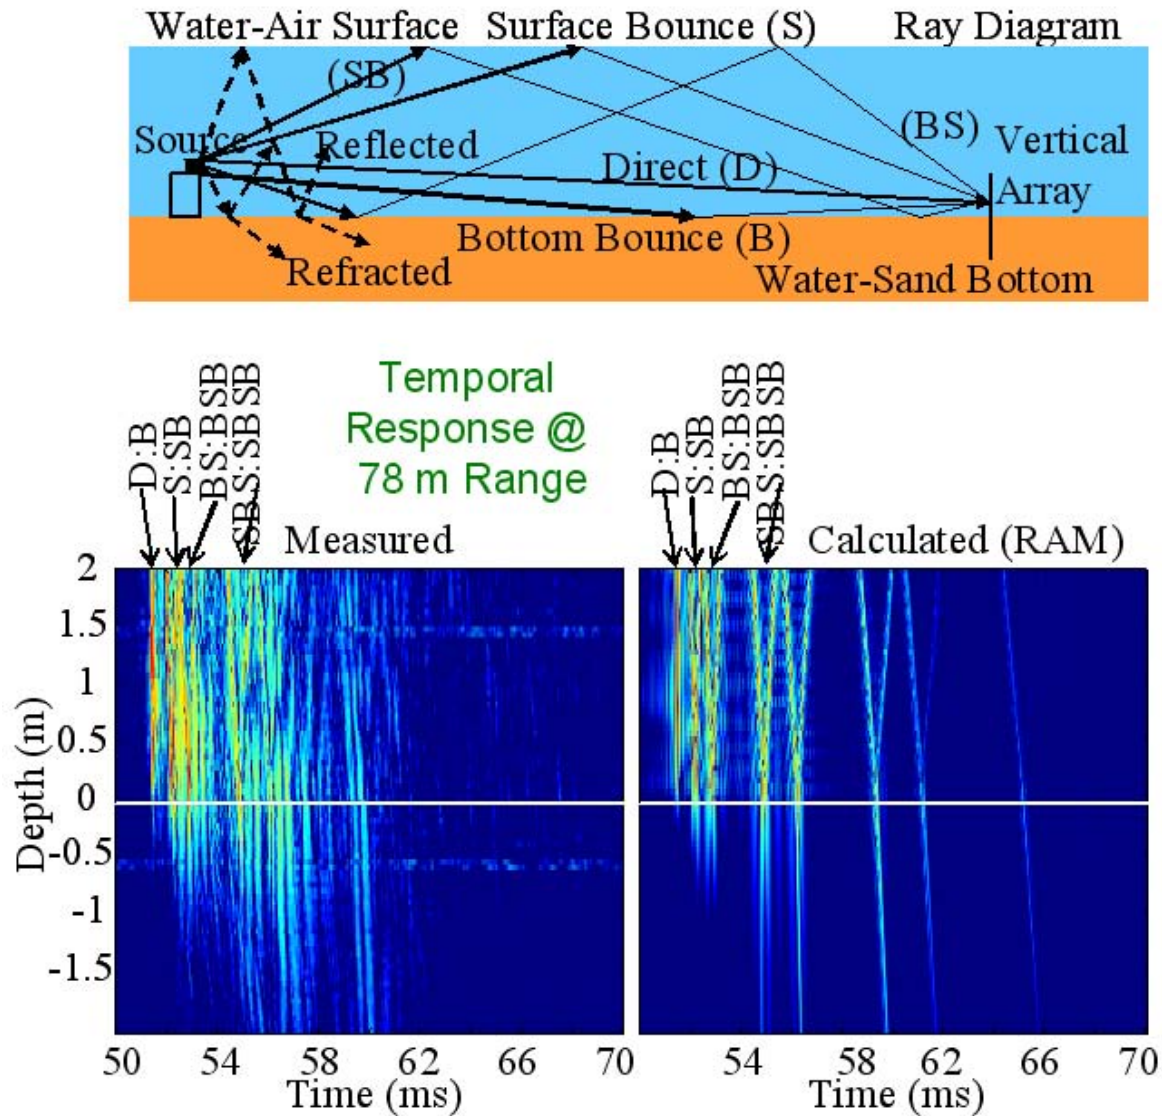 Water-Air Surface Surface Bounce (S) Ray Diagram
(SB)
(BS)
Source
Reflected
Vertical
Direct (D)
Array
Bottom Bounce (B)
Refracted
Water-Sand Bottom
Temporal
Response @
78 m Range
D:B
S:SB
BS:BSB
SBS:SBSB
Measured
D:B
S:SB
BS:BSB
SBS:SBSB
Calculated (RAM)
Depth (m)
2
1.5
1
0.5
0
-0.5
-1
-1.5
50 54 58 62 66 70
Time (ms)
54 58 62 66 70
Time (ms)